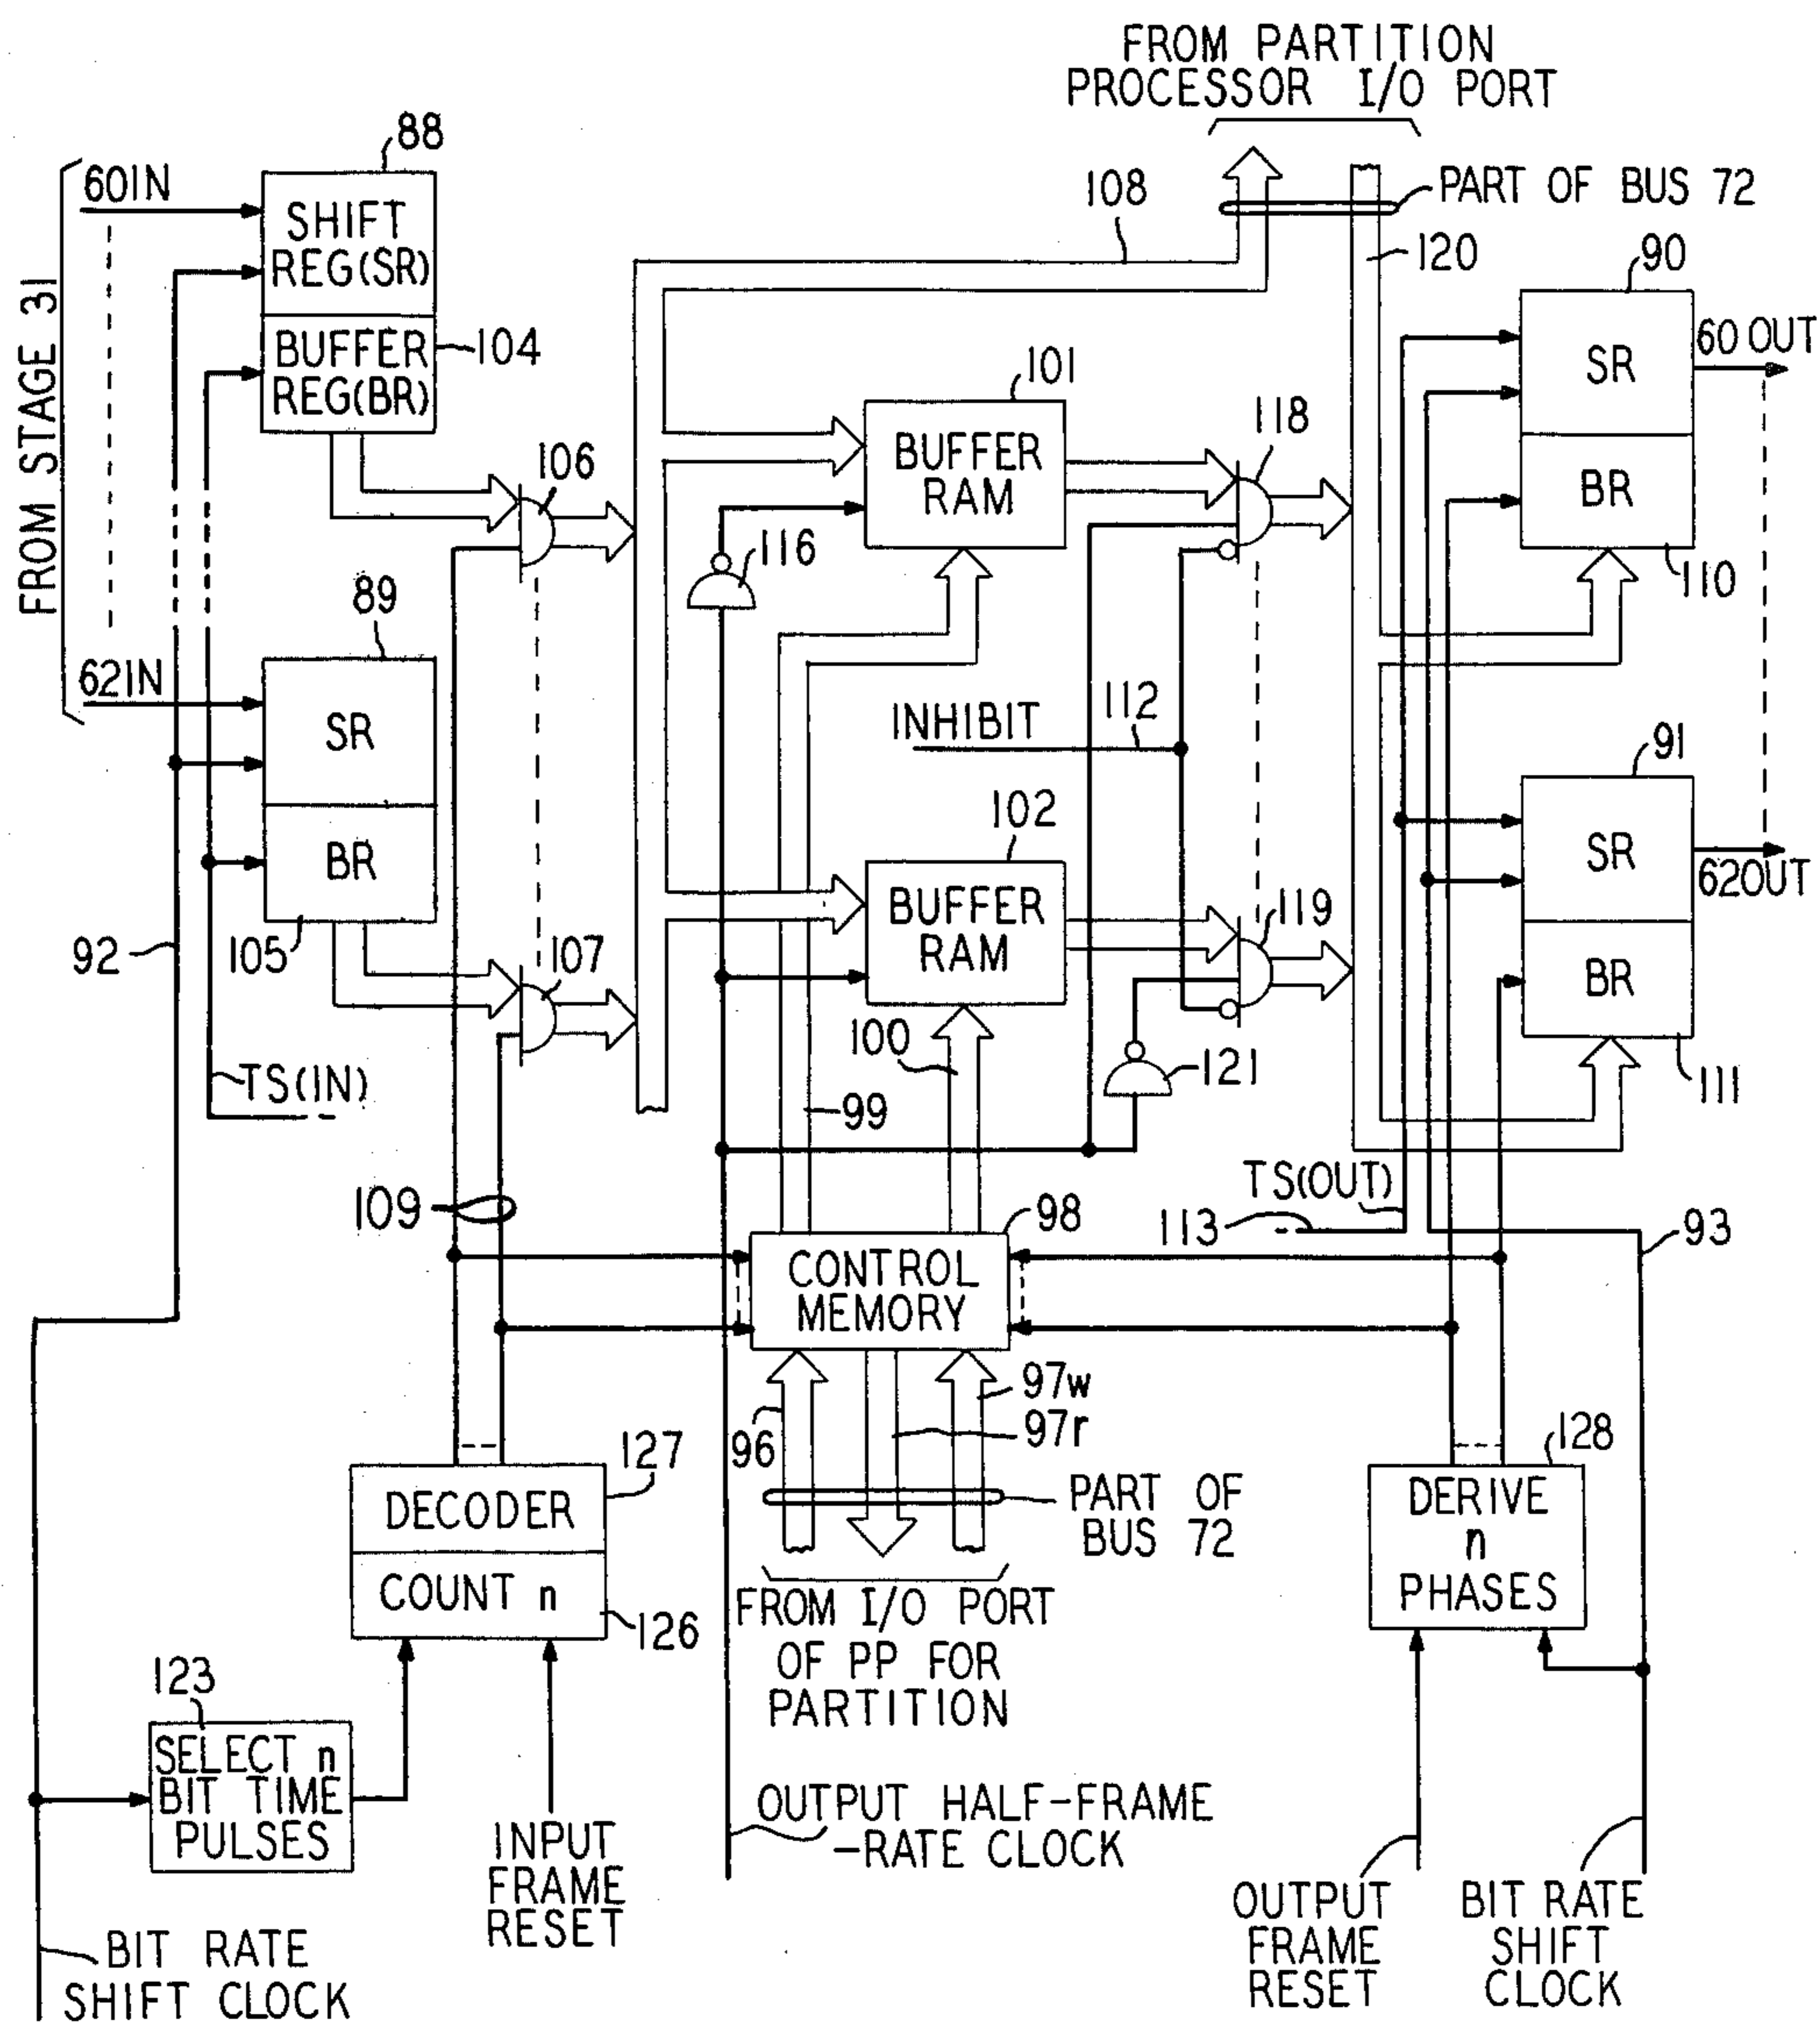 FROM PARTITION
PROCESSOR I/O PORT
88
60IN
SHIFT
REG(SR)
108
PART OF BUS 72
120
90
FROM STAGE 31
BUFFER
REG(BR)
104
101
SR
60 OUT
106
BUFFER
RAM
118
BR
116
110
89
62IN
SR
INHIBIT
112
91
BR
102
SR
62OUT
92
105
107
BUFFER
RAM
119
BR
100
121
TS(IN)
99
111
TS(OUT)
109
98
113
93
CONTROL
MEMORY
97w
97r
96
127
128
DECODER
PART OF
BUS 72
DERIVE
n
PHASES
COUNT n
126
FROM I/O PORT
OF PP FOR
PARTITION
123
SELECT n
BIT TIME
PULSES
INPUT
FRAME
RESET
OUTPUT HALF-FRAME
-RATE CLOCK
OUTPUT
FRAME
RESET
BIT RATE
SHIFT
CLOCK
BIT RATE
SHIFT CLOCK